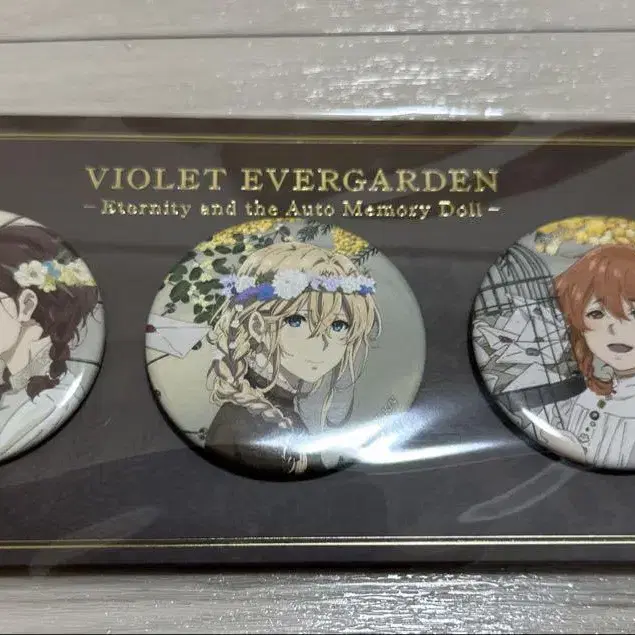 VIOLET EVERGARDEN
- Eternity and the Auto Memory Doll -